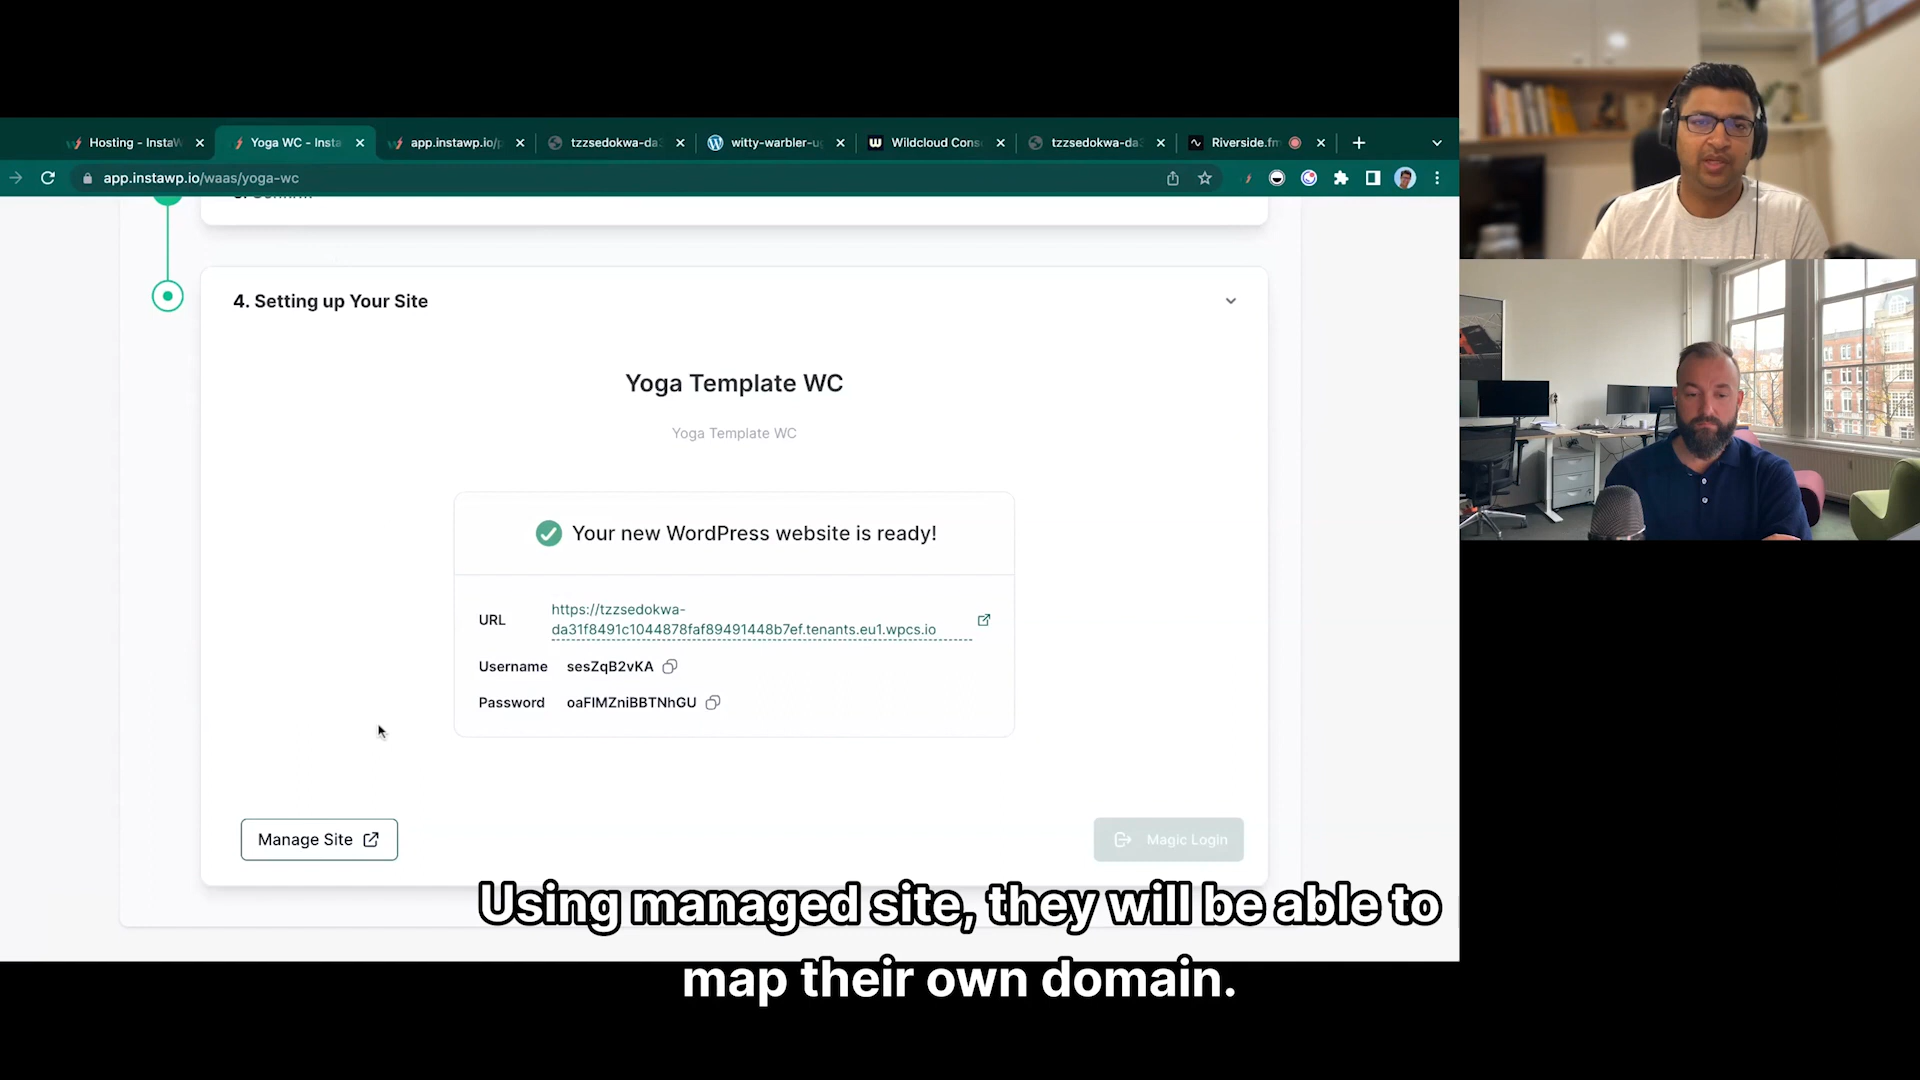 Hosting - InstaW
Yoga WC - Insta
app.instawp.io/p
tzzsedokwa-da3
witty-warbler-u
Wildcloud Cons
tzzsedokwa-da3
Riverside.fm
app.instawp.io/waas/yoga-wc
4. Setting up Your Site
Yoga Template WC
Yoga Template WC
Your new WordPress website is ready!
URL
https://tzzsedokwa-
da31f8491c1044878faf89491448b7ef.tenants.eu1.wpcs.io
Username sesZqB2vKA
Password oaFIMZniBBTNhGU
Manage Site
Magic Login
Using managed site, they will be able to
map their own domain.